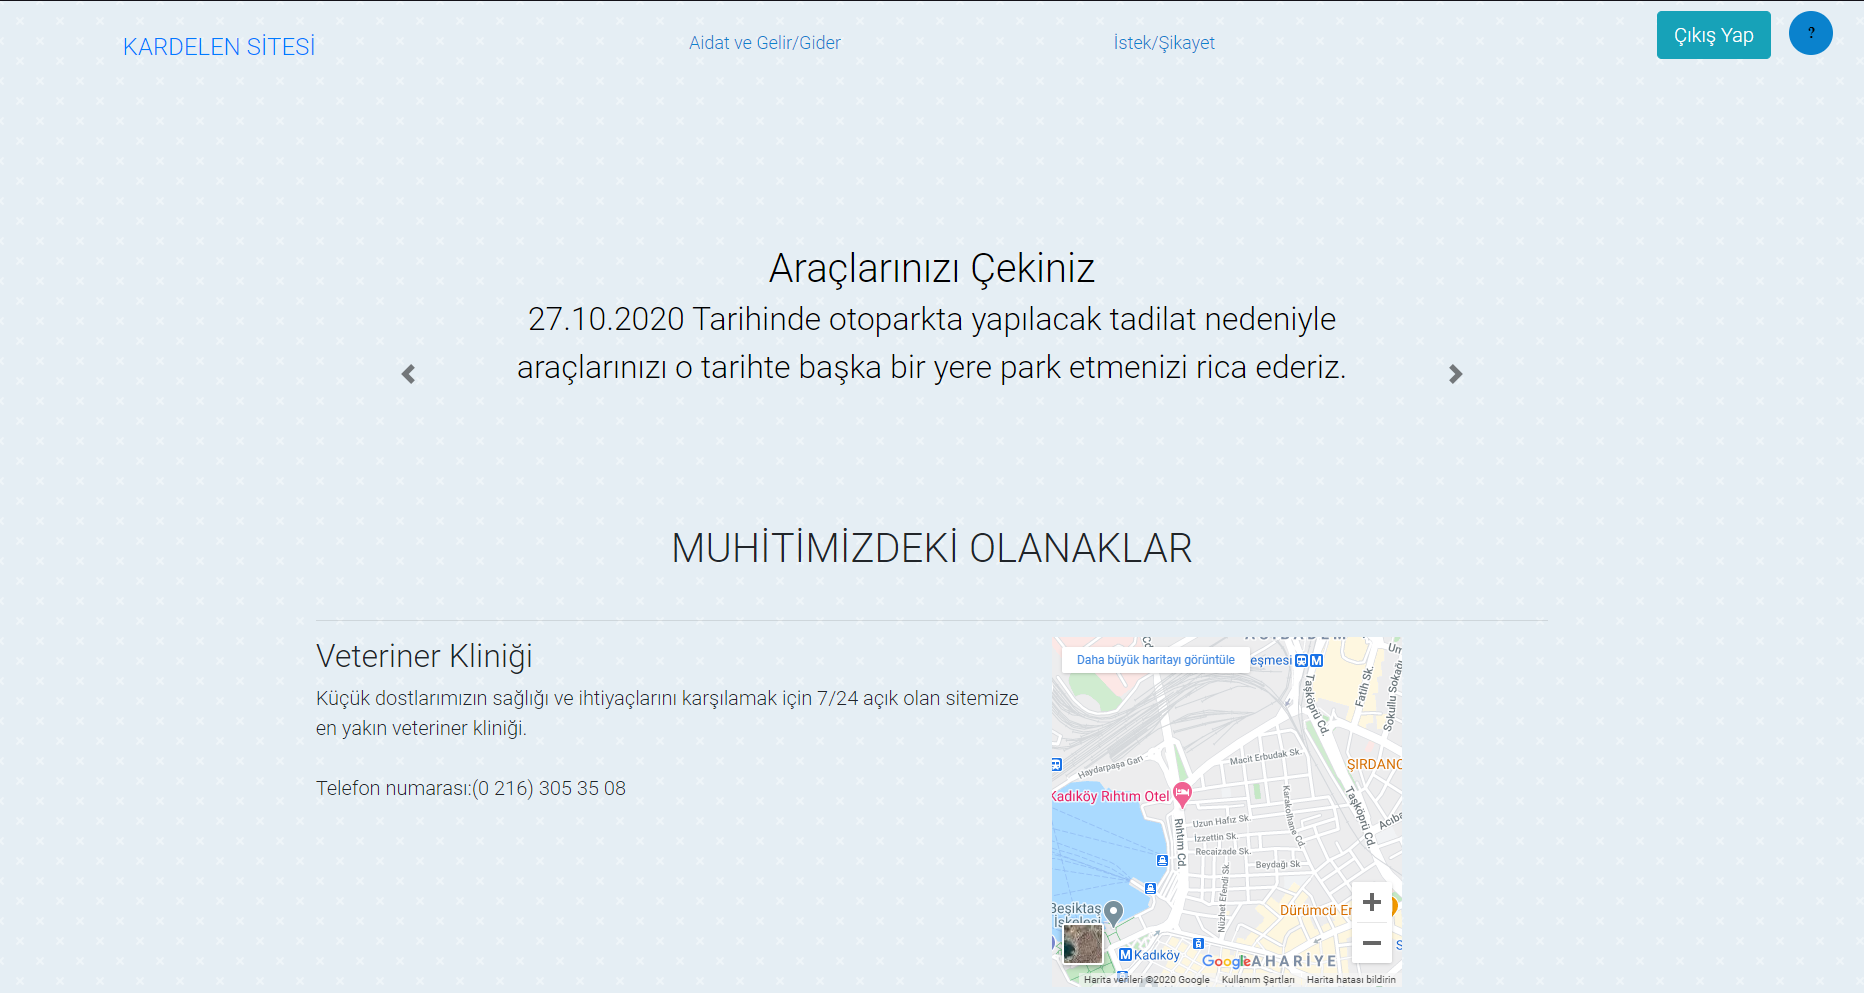 KARDELEN SİTESİ
Aidat ve Gelir/Gider
İstek/Şikayet
Çıkış Yap
?
Araçlarınızı Çekiniz
27.10.2020 Tarihinde otoparkta yapılacak tadilat nedeniyle
araçlarınızı o tarihte başka bir yere park etmenizi rica ederiz.
MUHİTİMİZDEKİ OLANAKLAR
Veteriner Kliniği
Küçük dostlarımızın sağlığı ve ihtiyaçlarını karşılamak için 7/24 açık olan sitemize
en yakın veteriner kliniği.
Telefon numarası:(0 216) 305 35 08
Daha büyük haritayı görüntüle
eşmesi
M
Fatih Sk.
Sokullu Sokağı
Taşköprü Cd.
Macit Erbudak Sk.
Haydarpaşa Garı
ŞIRDANC
Kadıköy Rıhtım Otel
Karakolhane Cd.
Taşköprü Cd.
Acıba
Uzun Hafız Sk.
Rıhtım Cd.
İzzettin Sk.
Recaizade Sk.
Beydağı Sk
Nüzhet Efendi Sk.
Beşiktaş
İskelesi
Dürümcü Er
M Kadıköy
Google
AHARİYE
Harita verileri ©2020 Google
Kullanım Şartları
Harita hatası bildirin